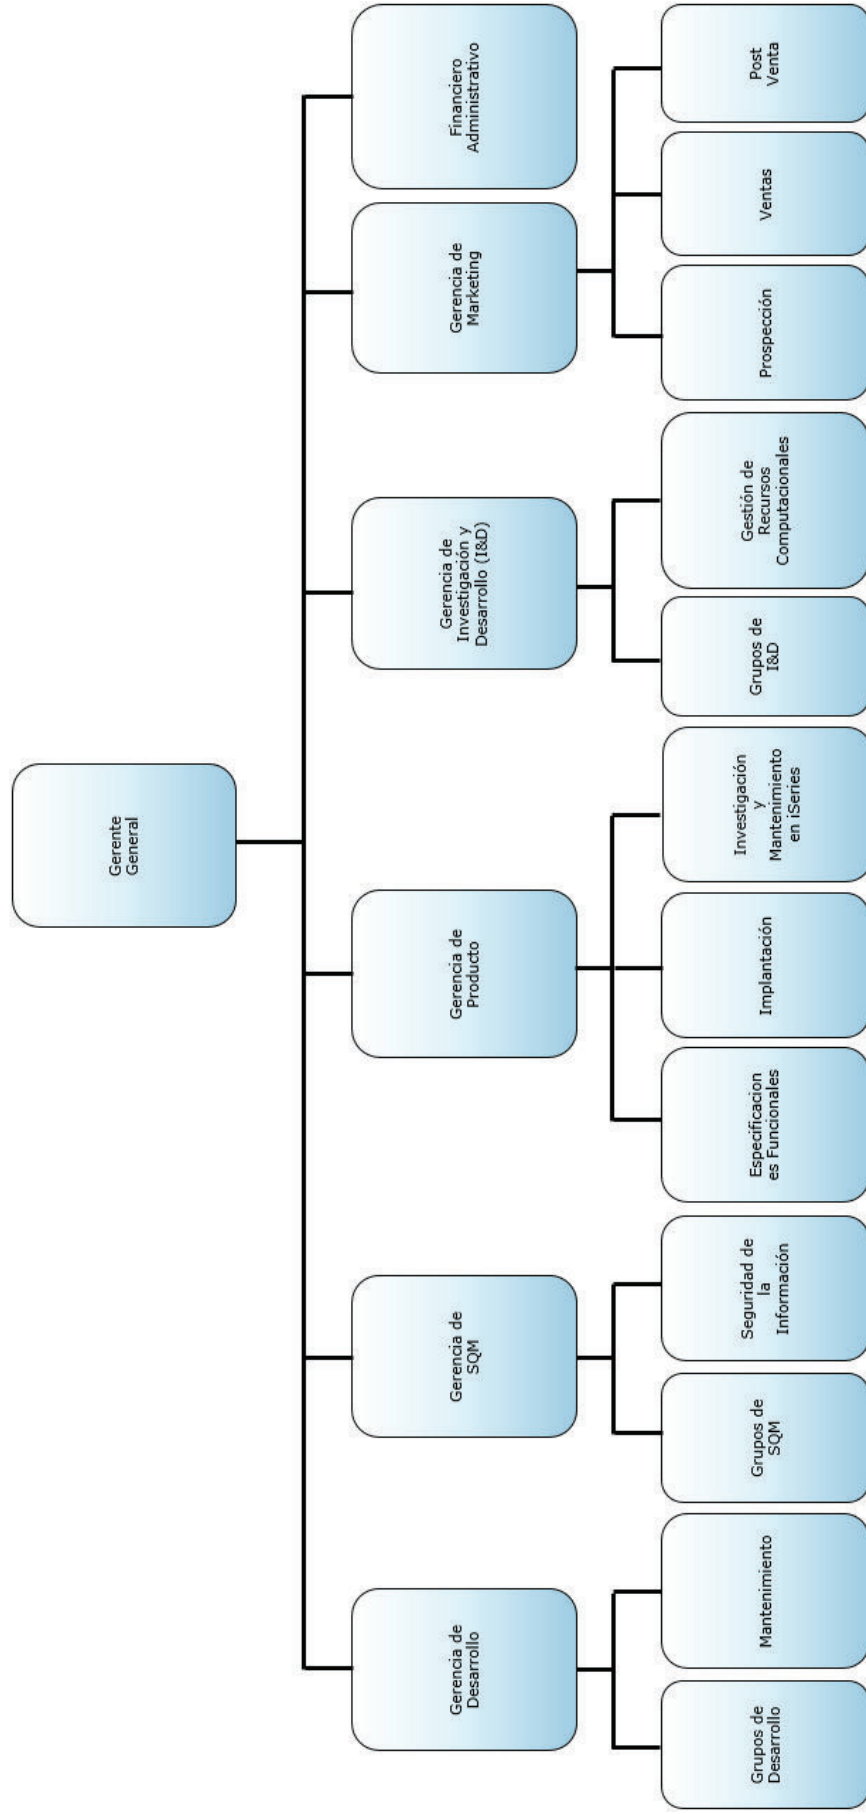 Gerente
General
Gerencia de
Desarrollo
Gerencia de
SQM
Gerencia de
Producto
Gerencia de
Investigación y
Desarrollo (I&D)
Gerencia de
Marketing
Financiero
Administrativo
Grupos de
Desarrollo
Mantenimiento
Grupos de
SQM
Seguridad de
la
Información
Especificacion
es Funcionales
Implantación
Investigación
y
Mantenimiento
en iSeries
Grupos de
I&D
Gestión de
Recursos
Computacionales
Prospección
Ventas
Post
Venta